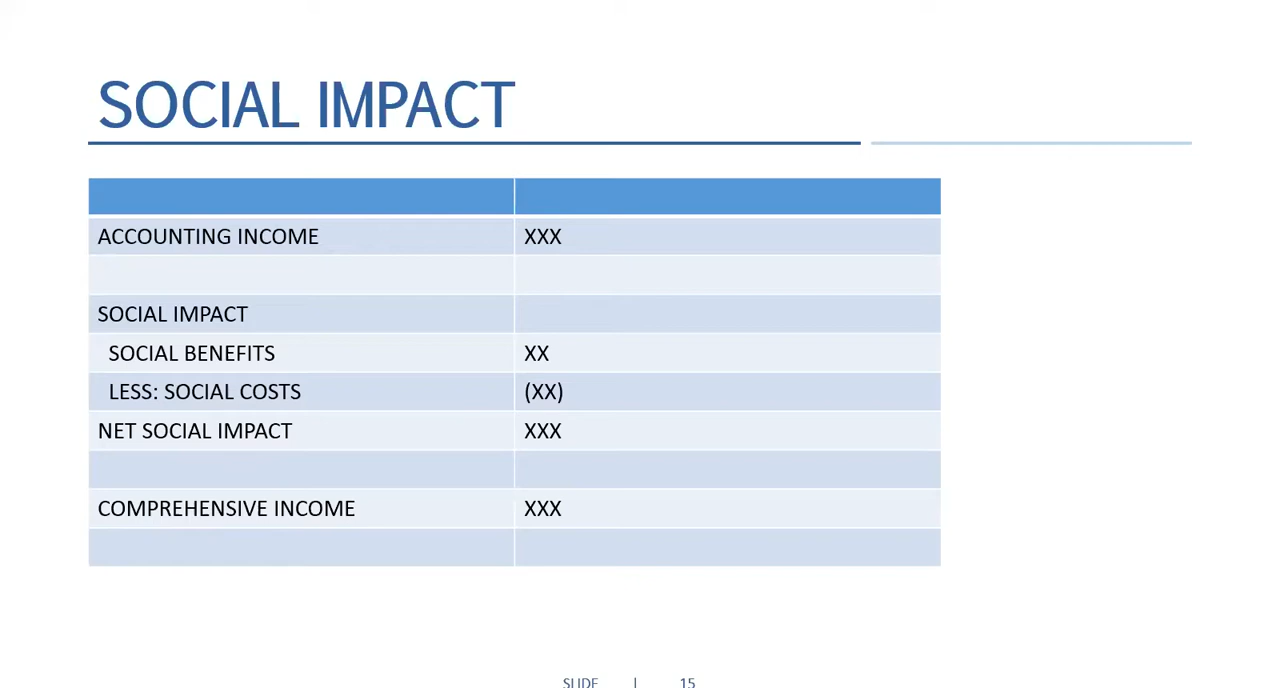 SOCIAL IMPACT
ACCOUNTING INCOME XXX
SOCIAL IMPACT
SOCIAL BENEFITS XX
LESS: SOCIAL COSTS (XX)
NET SOCIAL IMPACT XXX
COMPREHENSIVE INCOME XXX
SLIDE | 15